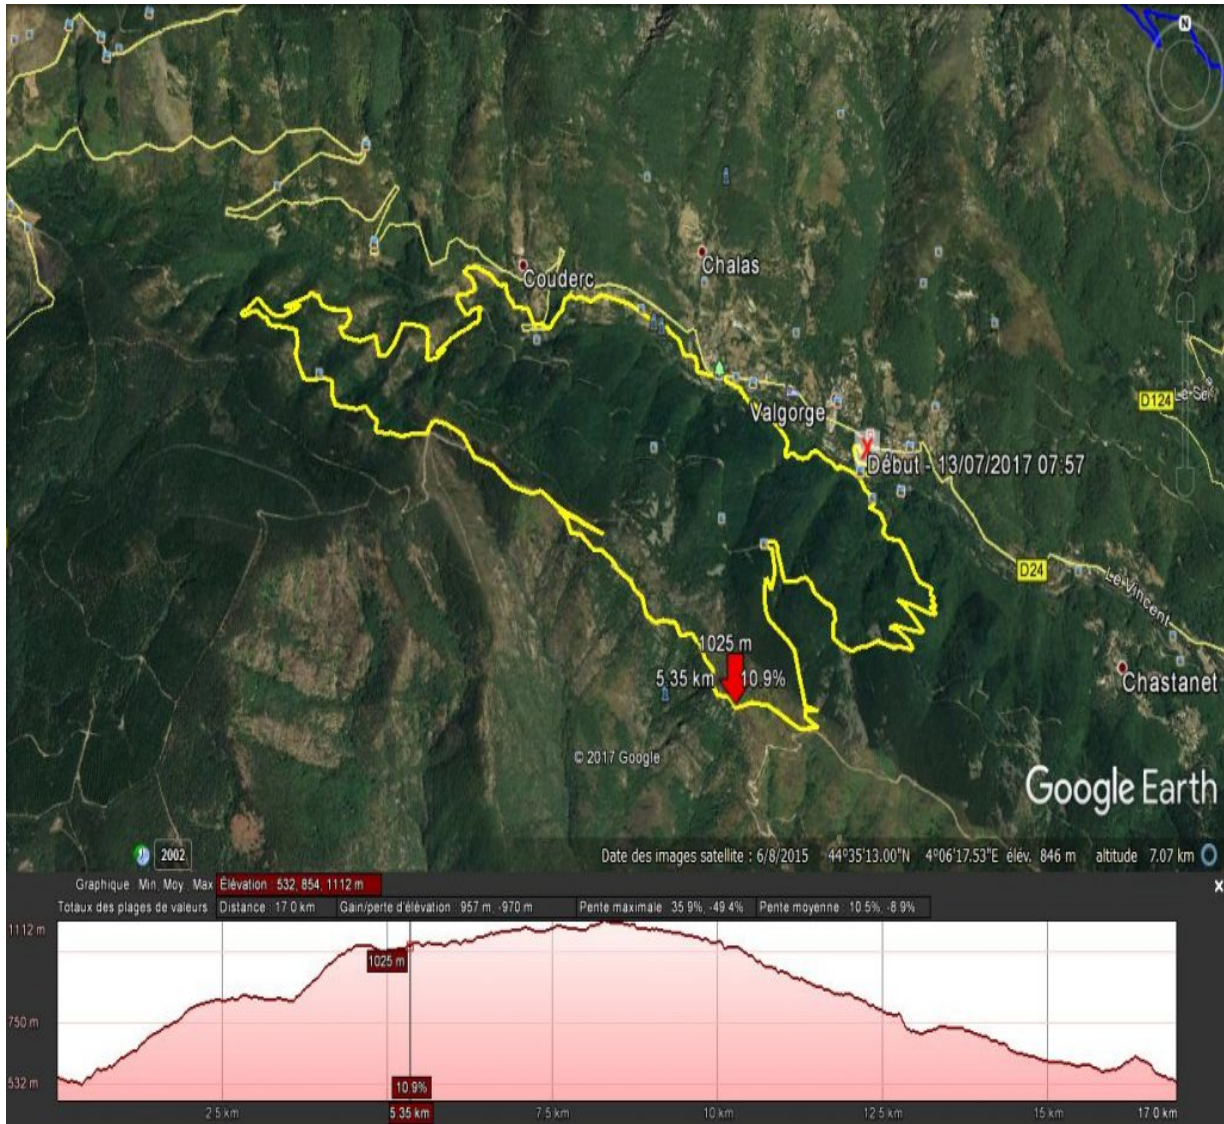 N
Couderc
Chalas
D124
Le Ser
Valgorge
Début - 13/07/2017 07:57
D24
Le Vincent
1025 m
5.35 km
10.9%
Chastanet
© 2017 Google
Google Earth
2002
Date des images satellite : 6/8/2015 44°35'13.00"N 4°06'17.53"E élév. 846 m altitude 7.07 km
Graphique : Min, Moy. Max Élévation : 532, 854, 1112 m
x
Totaux des plages de valeurs Distance : 17.0 km Gain/perte d'élévation : 957 m, -970 m Pente maximale : 35.9%, -49.4% Pente moyenne : 10.5%, -8.9%
1112 m
1025 m
750 m
532 m
10.9%
2.5 km 5.35 km 7.5 km 10 km 12.5 km 15 km 17.0 km